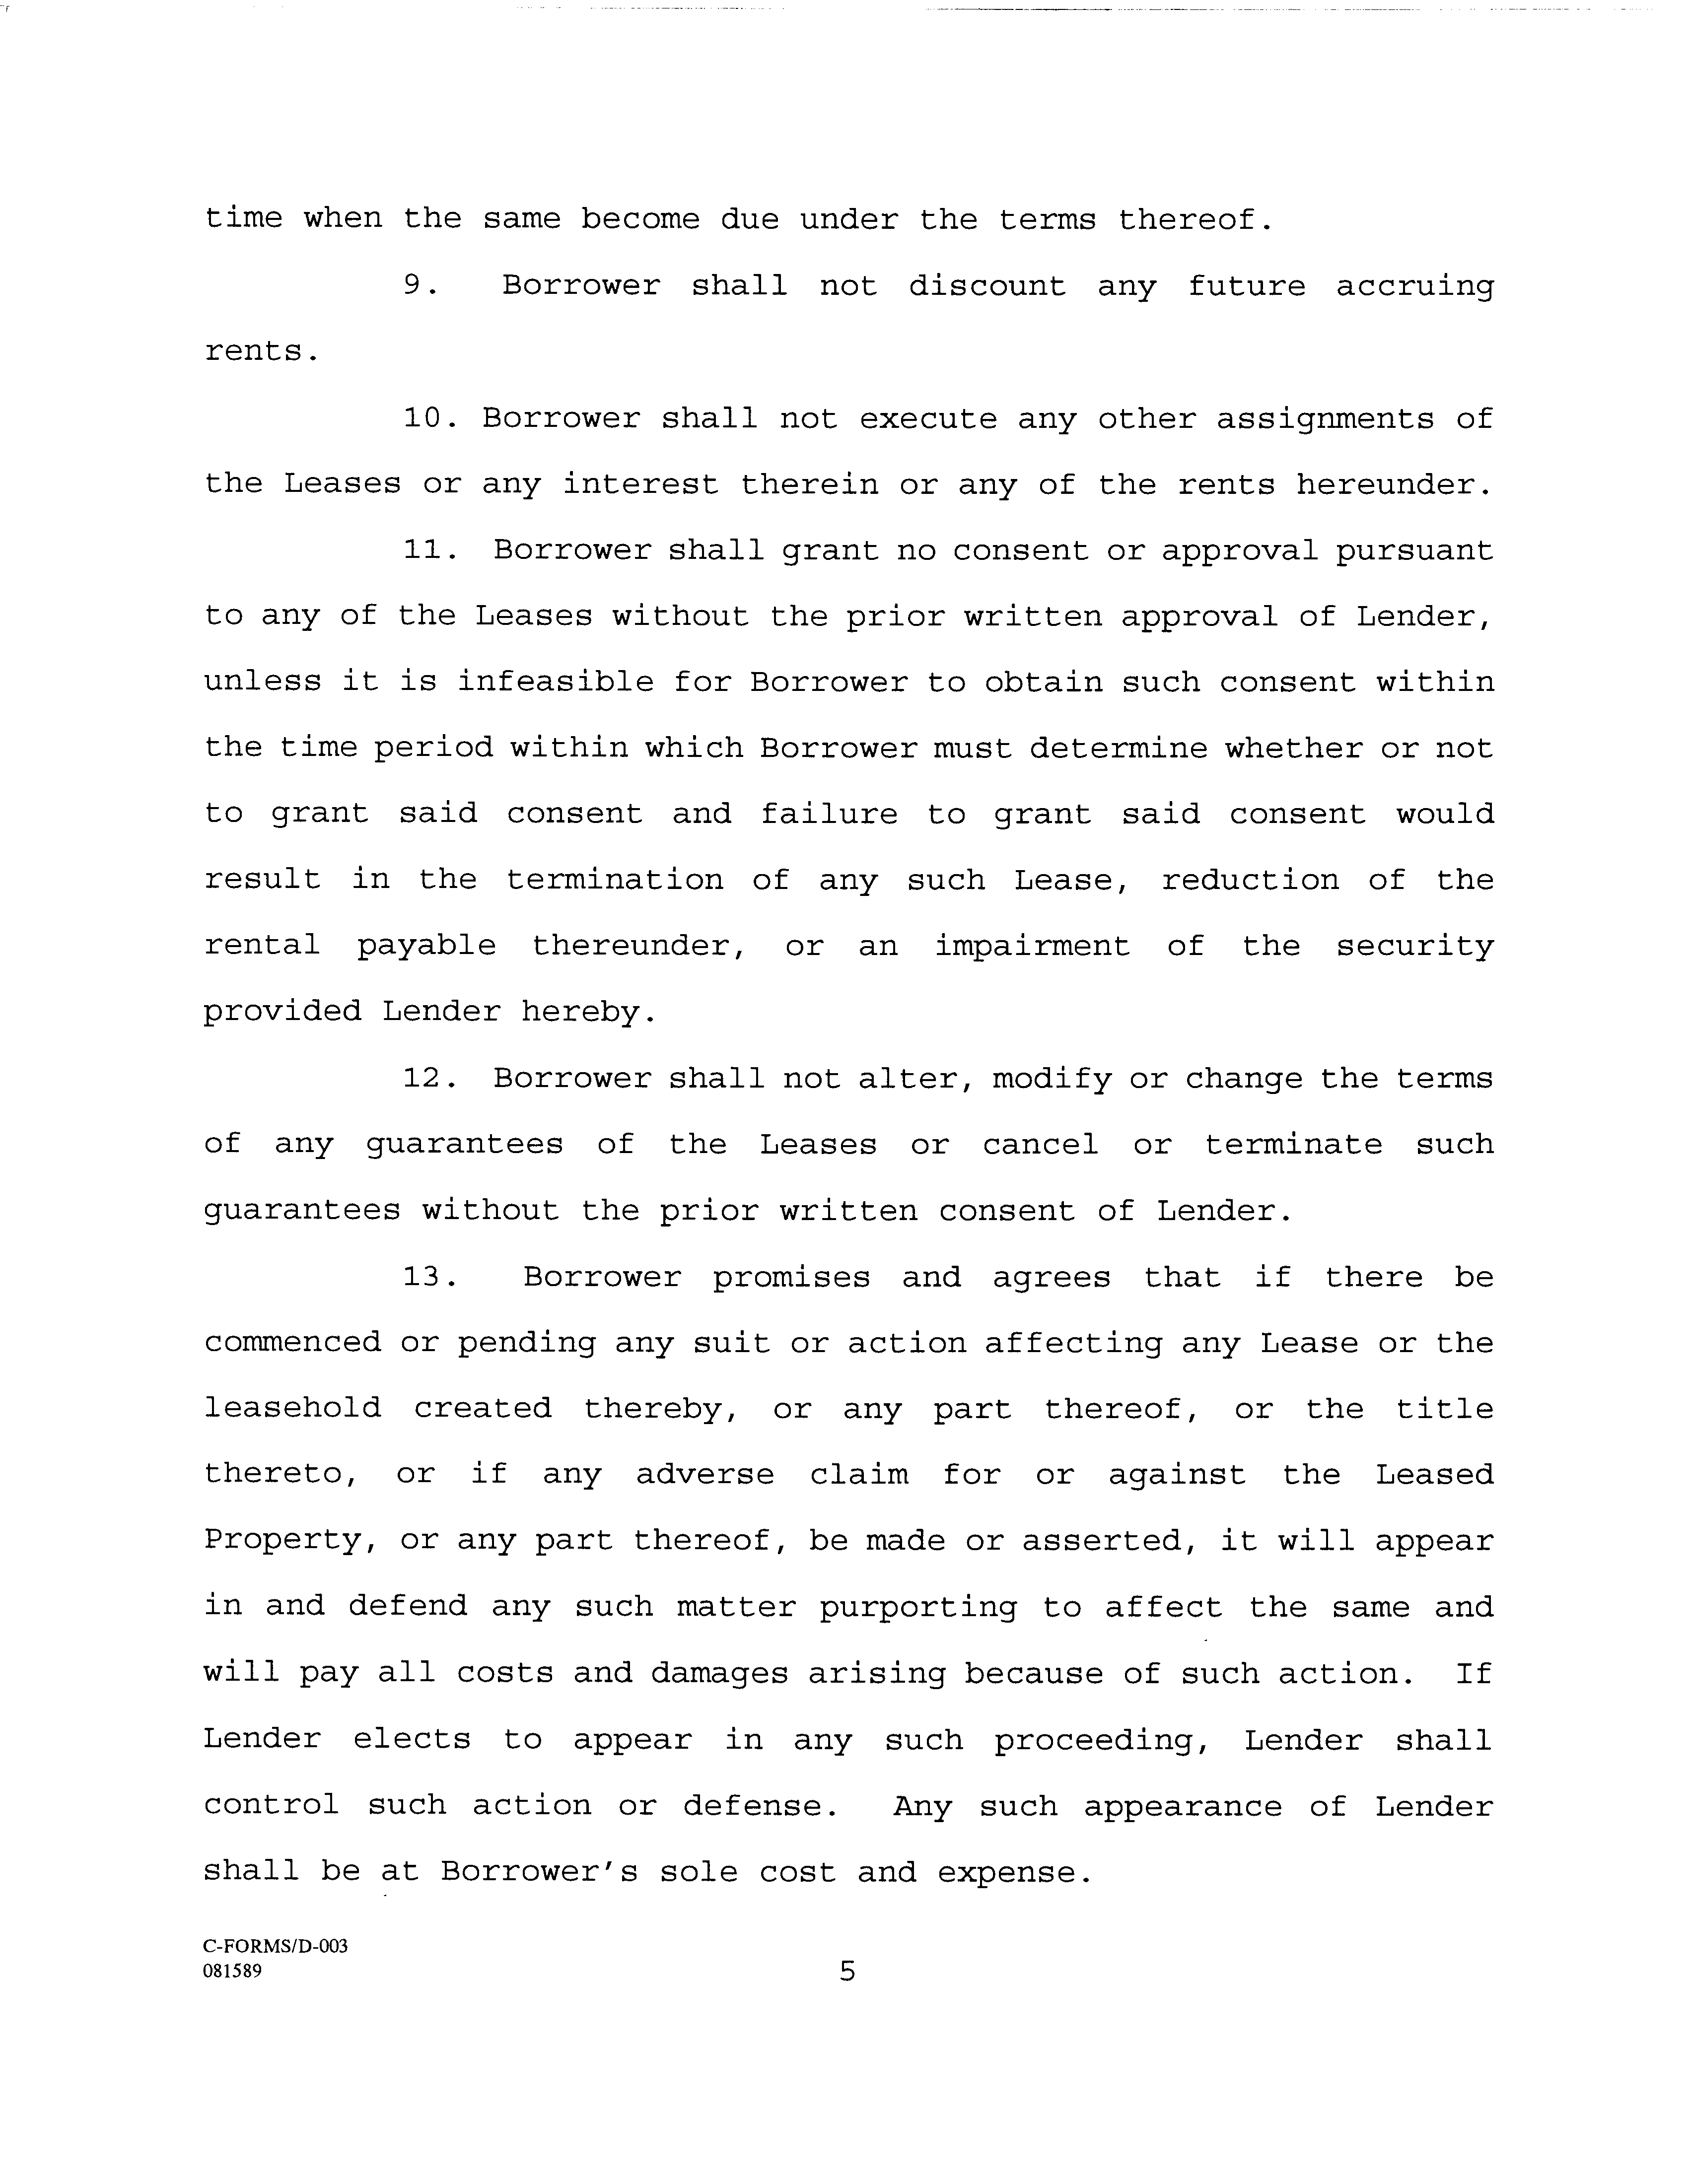 time when the same become due under the terms thereof.
9. Borrower shall not discount any future accruing
rents.
10. Borrower shall not execute any other assignments of
the Leases or any interest therein or any of the rents hereunder.
11. Borrower shall grant no consent or approval pursuant
to any of the Leases without the prior written approval of Lender,
unless it is infeasible for Borrower to obtain such consent within
the time period within which Borrower must determine whether or not
to grant said consent and failure to grant said consent would
result in the termination of any such Lease, reduction of the
rental payable thereunder, or an impairment of the security
provided Lender hereby.
12. Borrower shall not alter, modify or change the terms
of any guarantees of the Leases or cancel or terminate such
guarantees without the prior written consent of Lender.
13. Borrower promises and agrees that if there be
commenced or pending any suit or action affecting any Lease or the
leasehold created thereby, or any part thereof, or the title
thereto, or if any adverse claim for or against the Leased
Property, or any part thereof, be made or asserted, it will appear
in and defend any such matter purporting to affect the same and
will pay all costs and damages arising because of such action. If
Lender elects to appear in any such proceeding, Lender shall
control such action or defense. Any such appearance of Lender
shall be at Borrower's sole cost and expense.
C-FORMS/D-003
081589
5